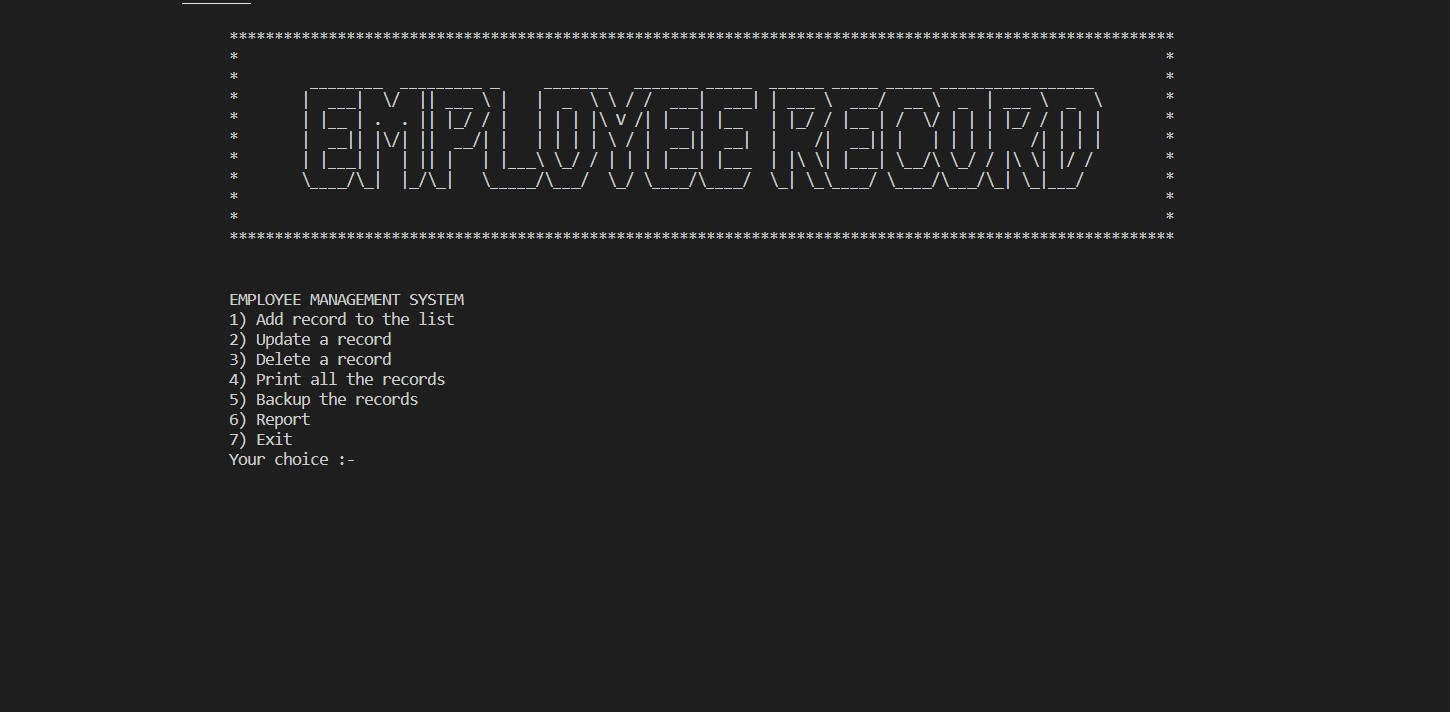 EMPLOYEE RECORD
EMPLOYEE MANAGEMENT SYSTEM
1) Add record to the list
2) Update a record
3) Delete a record
4) Print all the records
5) Backup the records
6) Report
7) Exit
Your choice :-